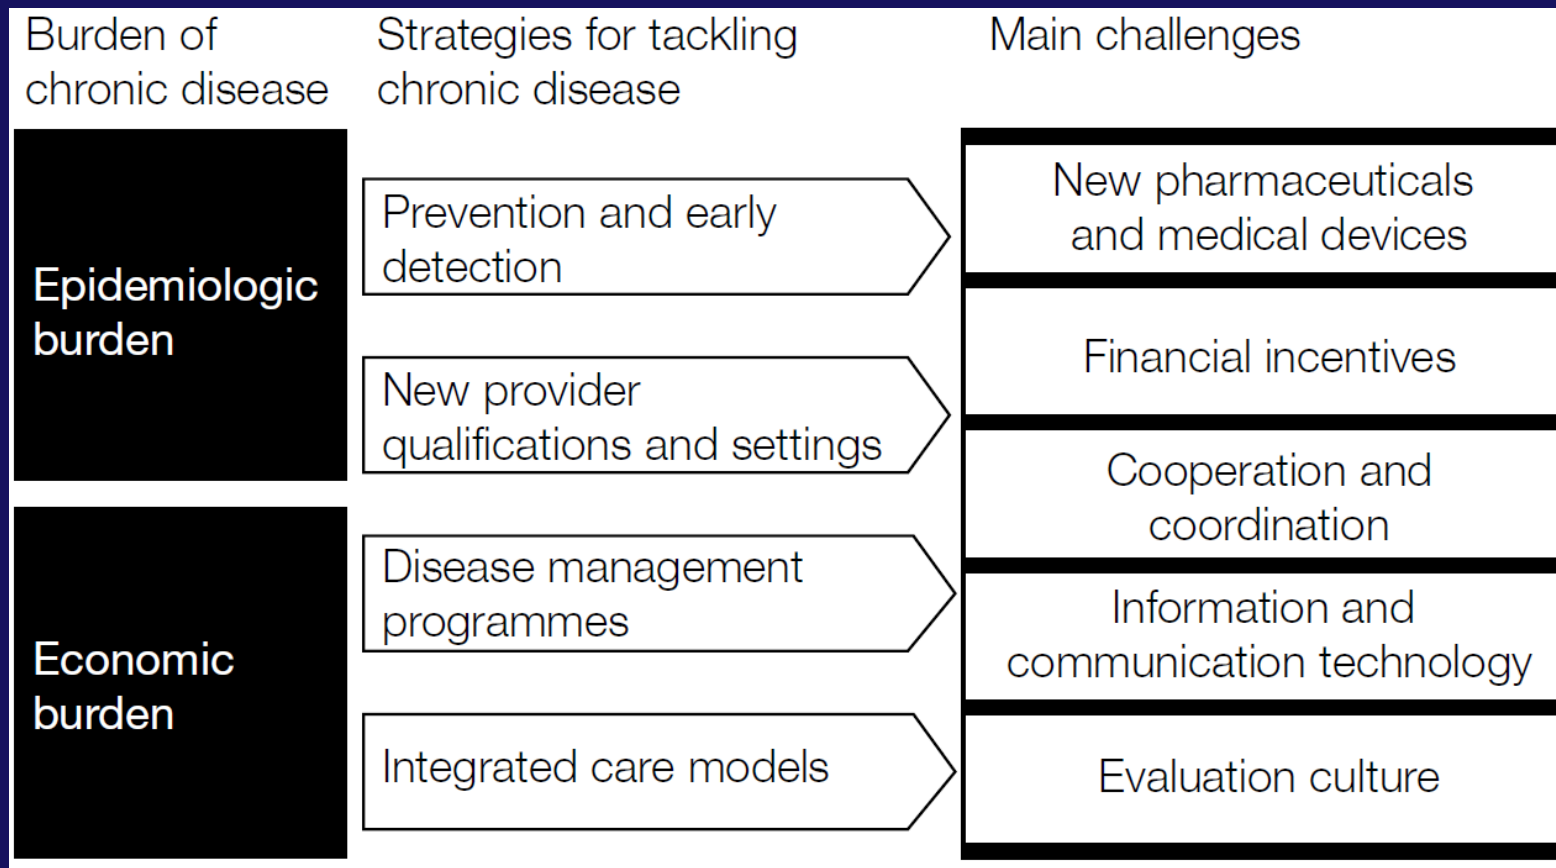 Burden of
chronic disease
Strategies for tackling
chronic disease
Main challenges
Epidemiologic
burden
Economic
burden
Prevention and early
detection
New provider
qualifications and settings
Disease management
programmes
Integrated care models
New pharmaceuticals
and medical devices
Financial incentives
Cooperation and
coordination
Information and
communication technology
Evaluation culture